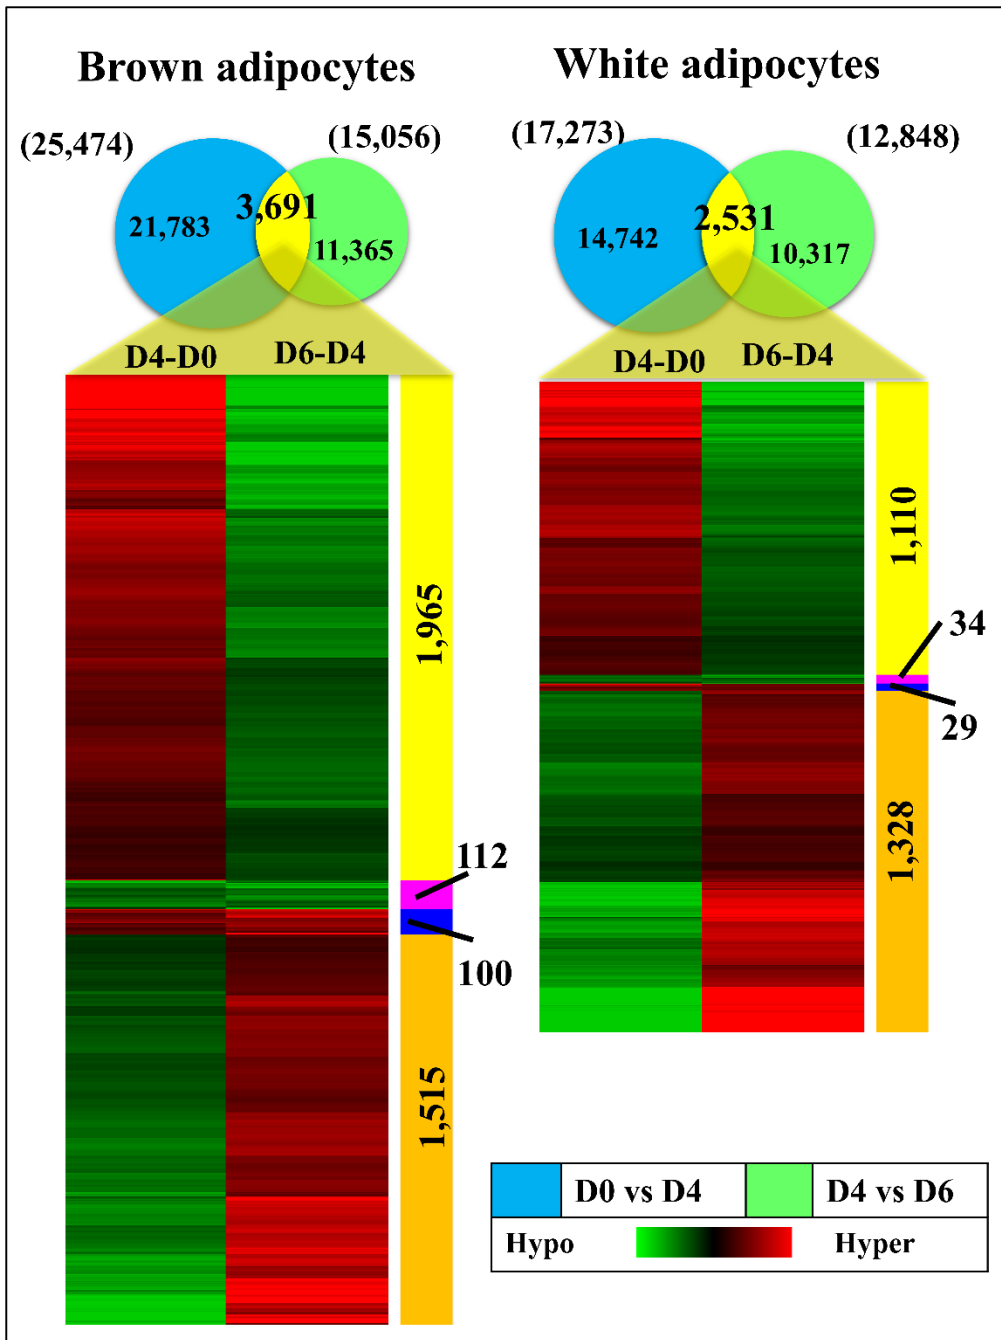 Brown adipocytes
White adipocytes
(25,474)
(15,056)
(17,273)
(12,848)
3,691
21,783
11,365
2,531
14,742
10,317
D4-D0
D6-D4
D4-D0
D6-D4
1,965
112
100
1,515
1,110
34
29
1,328
D0 vs D4
D4 vs D6
Hypo
Hyper